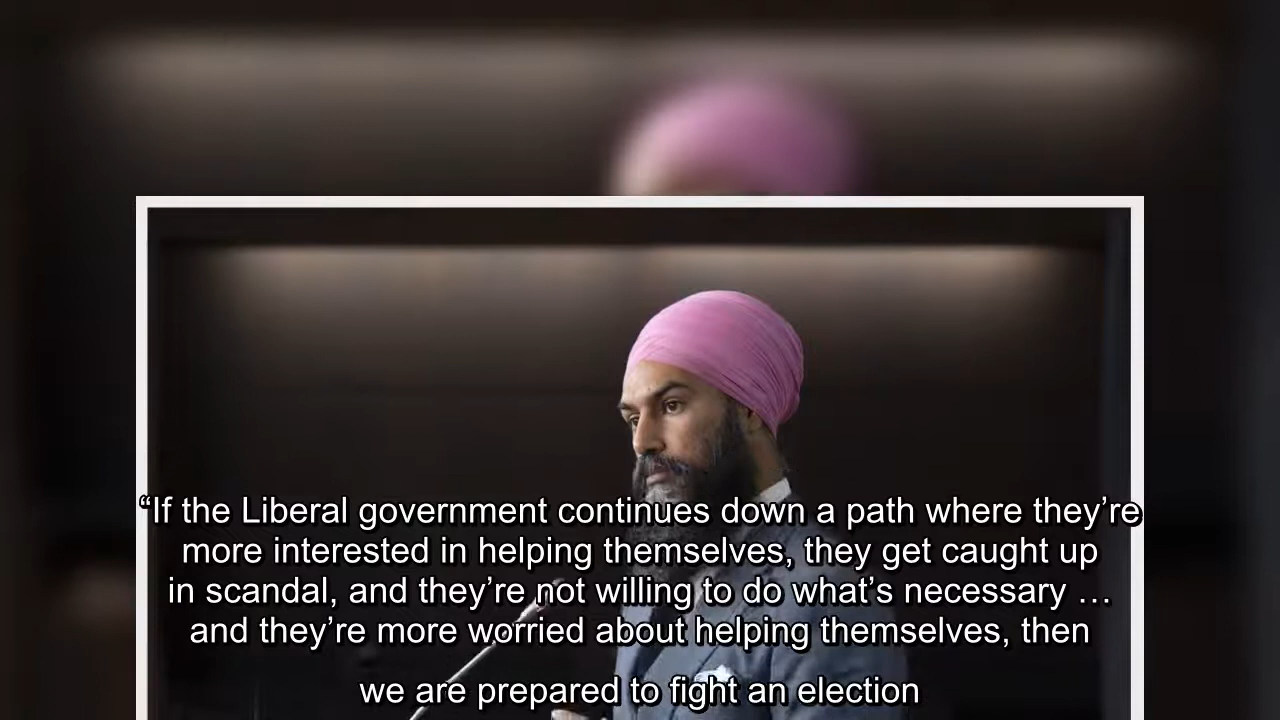 “If the Liberal government continues down a path where they’re
more interested in helping themselves, they get caught up
in scandal, and they’re not willing to do what’s necessary …
and they’re more worried about helping themselves, then
we are prepared to fight an election